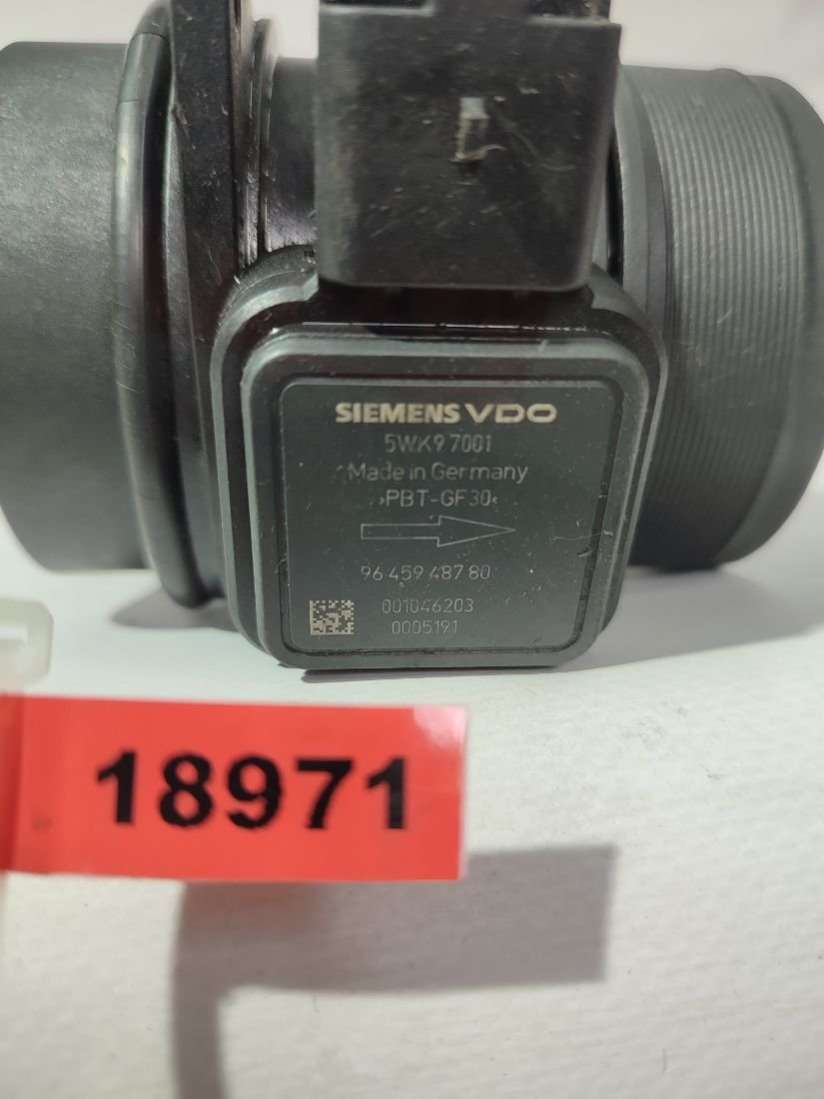 SIEMENS VDO
5WK9 7001
Made in Germany
›PBT-GF30‹
96 459 487 80
001046203
0005191
18971